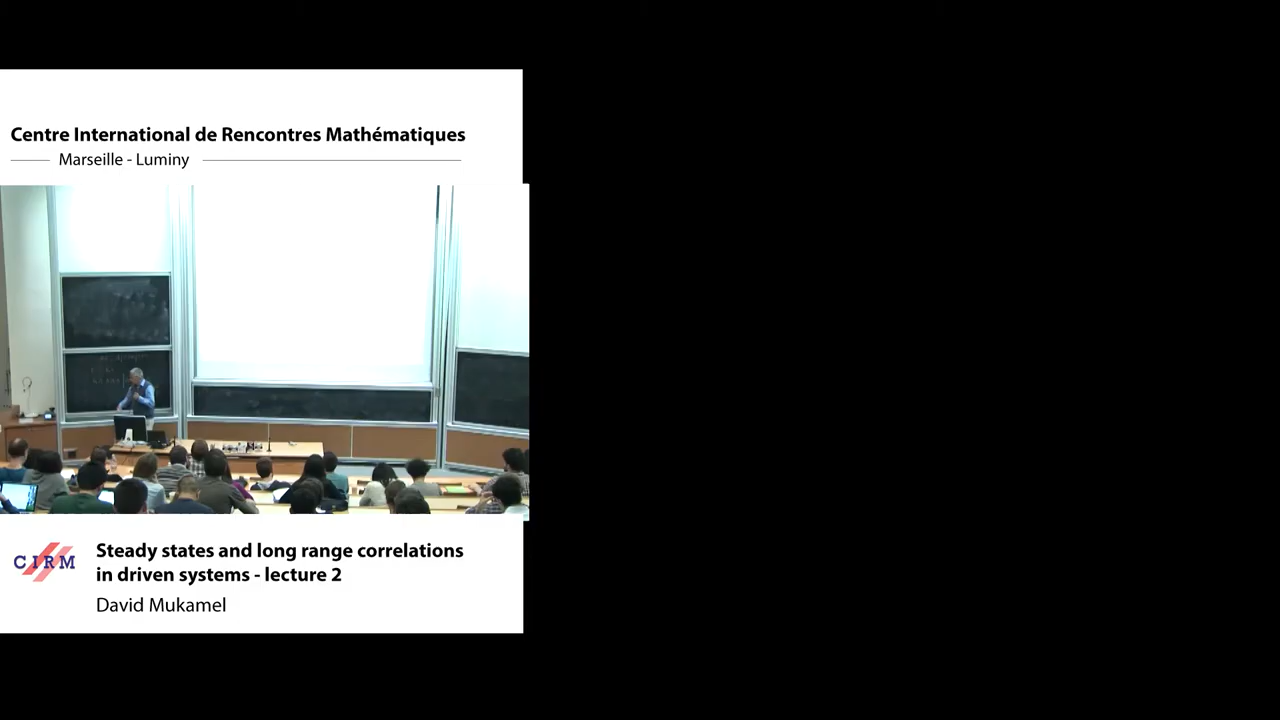 Centre International de Rencontres Mathématiques
Marseille - Luminy
CIRM
Steady states and long range correlations
in driven systems - lecture 2
David Mukamel